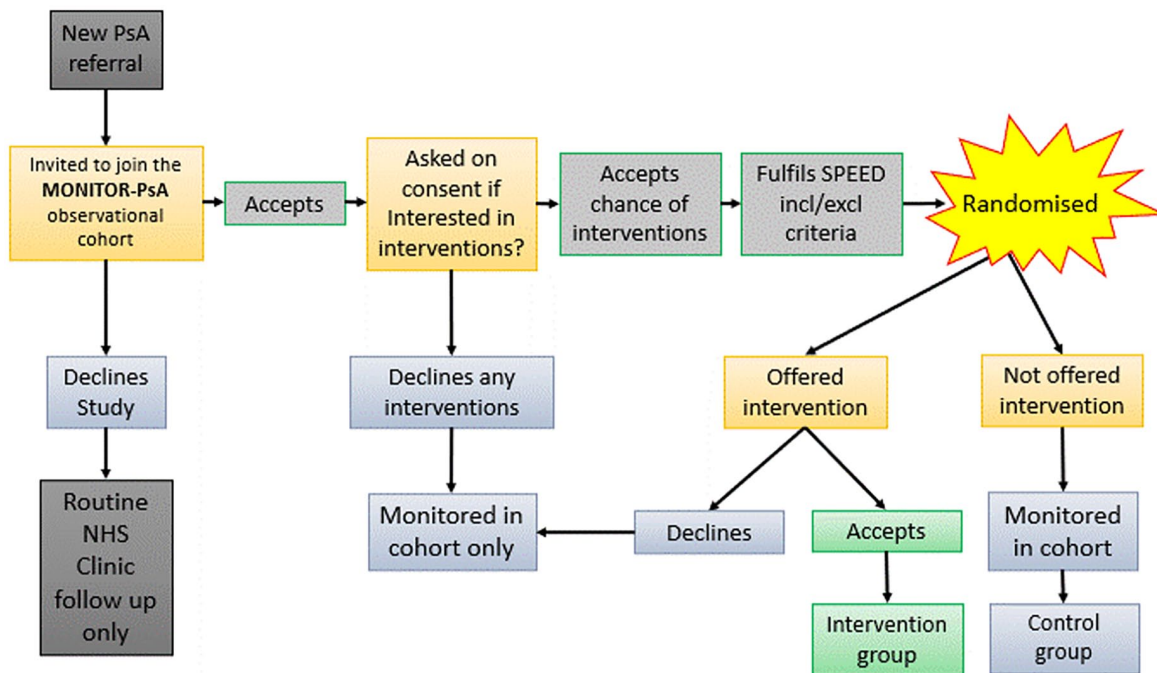 New PsA
referral
Invited to join the
MONITOR-PsA
observational
cohort
Accepts
Asked on
consent if
Interested in
interventions?
Accepts
chance of
interventions
Fulfils SPEED
incl/excl
criteria
Randomised
Declines
Study
Declines any
interventions
Offered
intervention
Not offered
intervention
Routine
NHS
Clinic
follow up
only
Monitored in
cohort only
Declines
Accepts
Monitored
in cohort
Intervention
group
Control
group